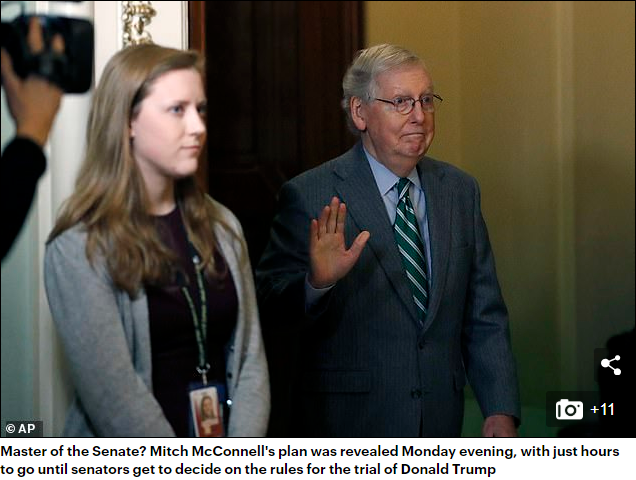 +11
© AP
Master of the Senate? Mitch McConnell's plan was revealed Monday evening, with just hours
to go until senators get to decide on the rules for the trial of Donald Trump